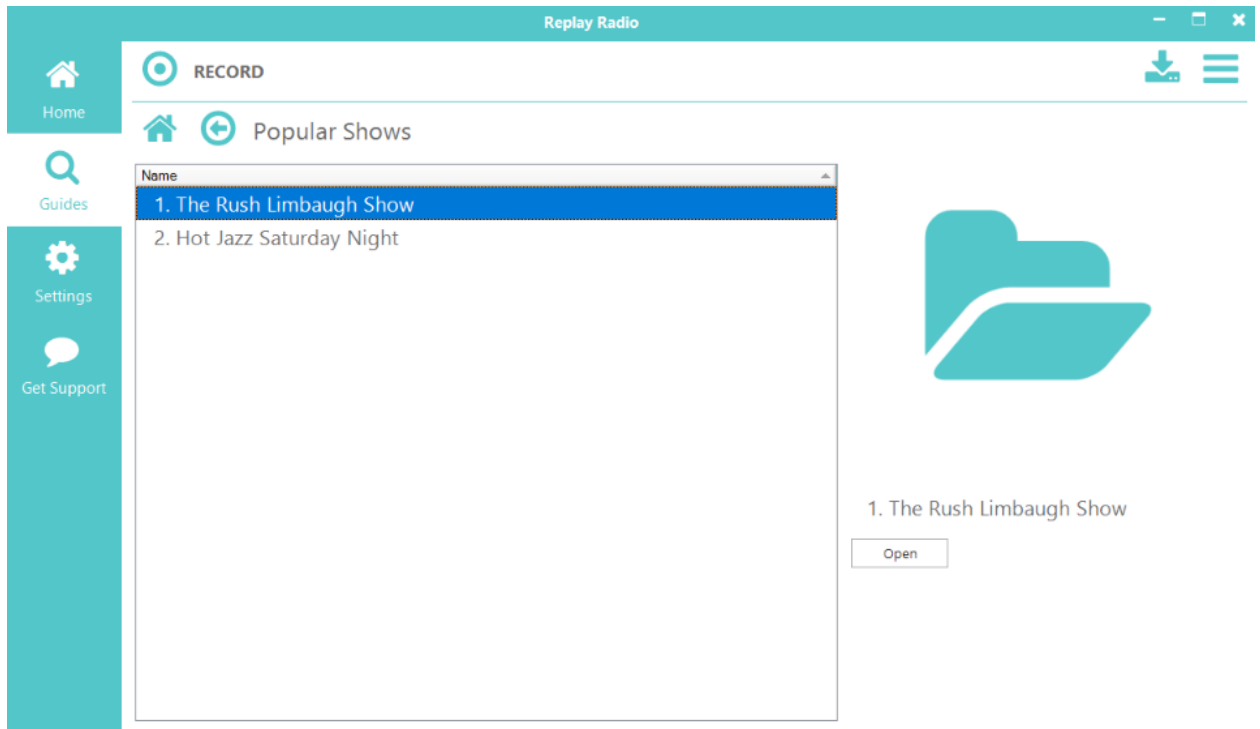 Replay Radio
Home
RECORD
Popular Shows
Guides
Name
1. The Rush Limbaugh Show
2. Hot Jazz Saturday Night
Settings
Get Support
1. The Rush Limbaugh Show
Open